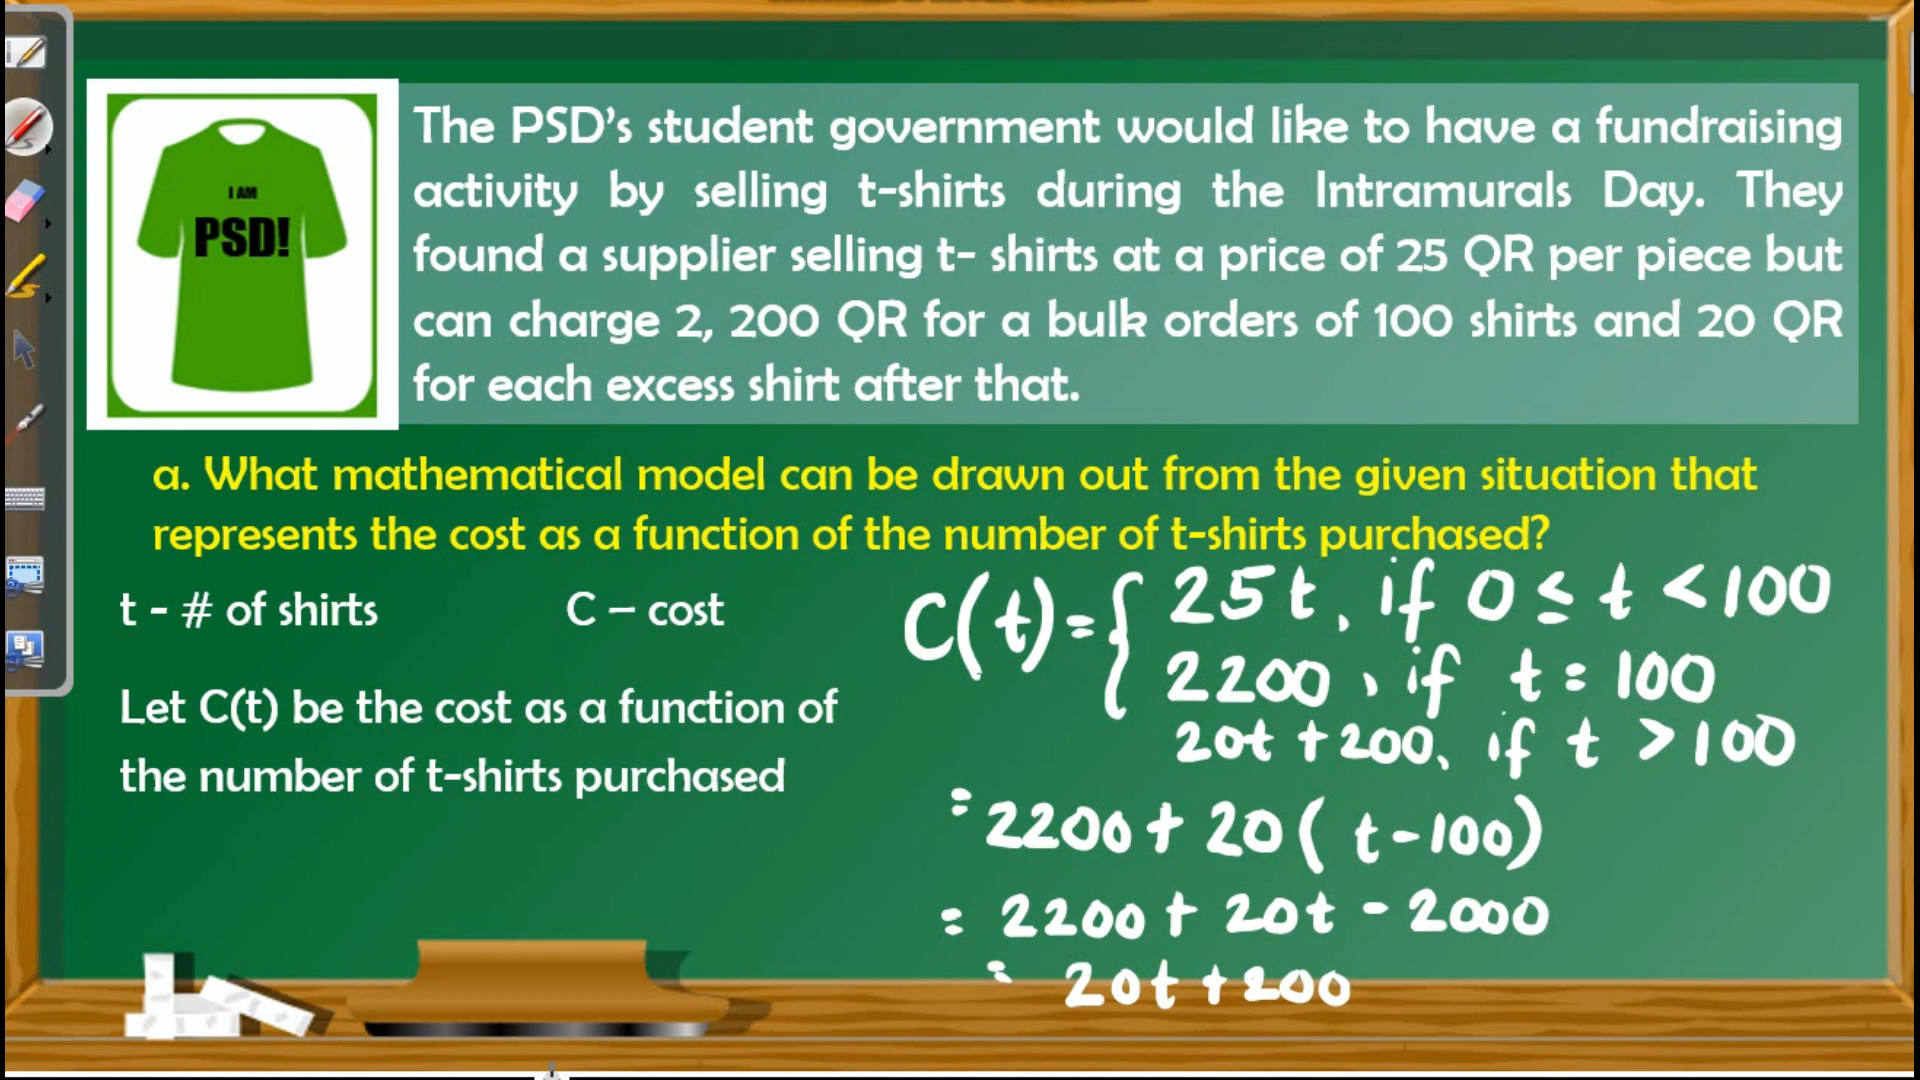 I AM
PSD!
The PSD's student government would like to have a fundraising
activity by selling t-shirts during the Intramurals Day. They
found a supplier selling t- shirts at a price of 25 QR per piece but
can charge 2, 200 QR for a bulk orders of 100 shirts and 20 QR
for each excess shirt after that.
a. What mathematical model can be drawn out from the given situation that
represents the cost as a function of the number of t-shirts purchased?
t - # of shirts
C – cost
Let C(t) be the cost as a function of
the number of t-shirts purchased
C(t) = { 25t, if 0 ≤ t < 100
2200, if t = 100
20t + 200, if t > 100
= 2200 + 20 ( t - 100)
= 2200 + 20t - 2000
= 20t + 200